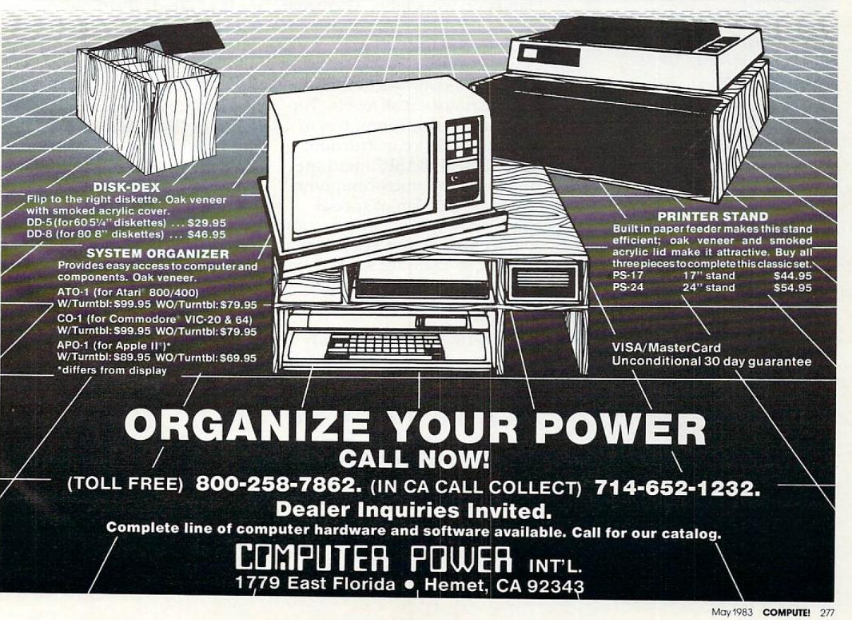 DISK-DEX
Flip to the right diskette. Oak veneer
with smoked acrylic cover.
DD-5 (for 60 5¼" diskettes) ... $29.95
DD-8 (for 80 8" diskettes) ... $46.95
SYSTEM ORGANIZER
Provides easy access to computer and
components. Oak veneer.
ATO-1 (for Atari® 800/400)
W/Turntbl: $99.95 WO/Turntbl: $79.95
CO-1 (for Commodore® VIC-20 & 64)
W/Turntbl: $99.95 WO/Turntbl: $79.95
APO-1 (for Apple II®)*
W/Turntbl: $89.95 WO/Turntbl: $69.95
*differs from display
PRINTER STAND
Built in paper feeder makes this stand
efficient; oak veneer and smoked
acrylic lid make it attractive. Buy all
three pieces to complete this classic set.
PS-17 17" stand $44.95
PS-24 24" stand $54.95
VISA/MasterCard
Unconditional 30 day guarantee
ORGANIZE YOUR POWER
CALL NOW!
(TOLL FREE) 800-258-7862. (IN CA CALL COLLECT) 714-652-1232.
Dealer Inquiries Invited.
Complete line of computer hardware and software available. Call for our catalog.
COMPUTER POWER INT'L.
1779 East Florida • Hemet, CA 92343
May 1983 COMPUTE! 277